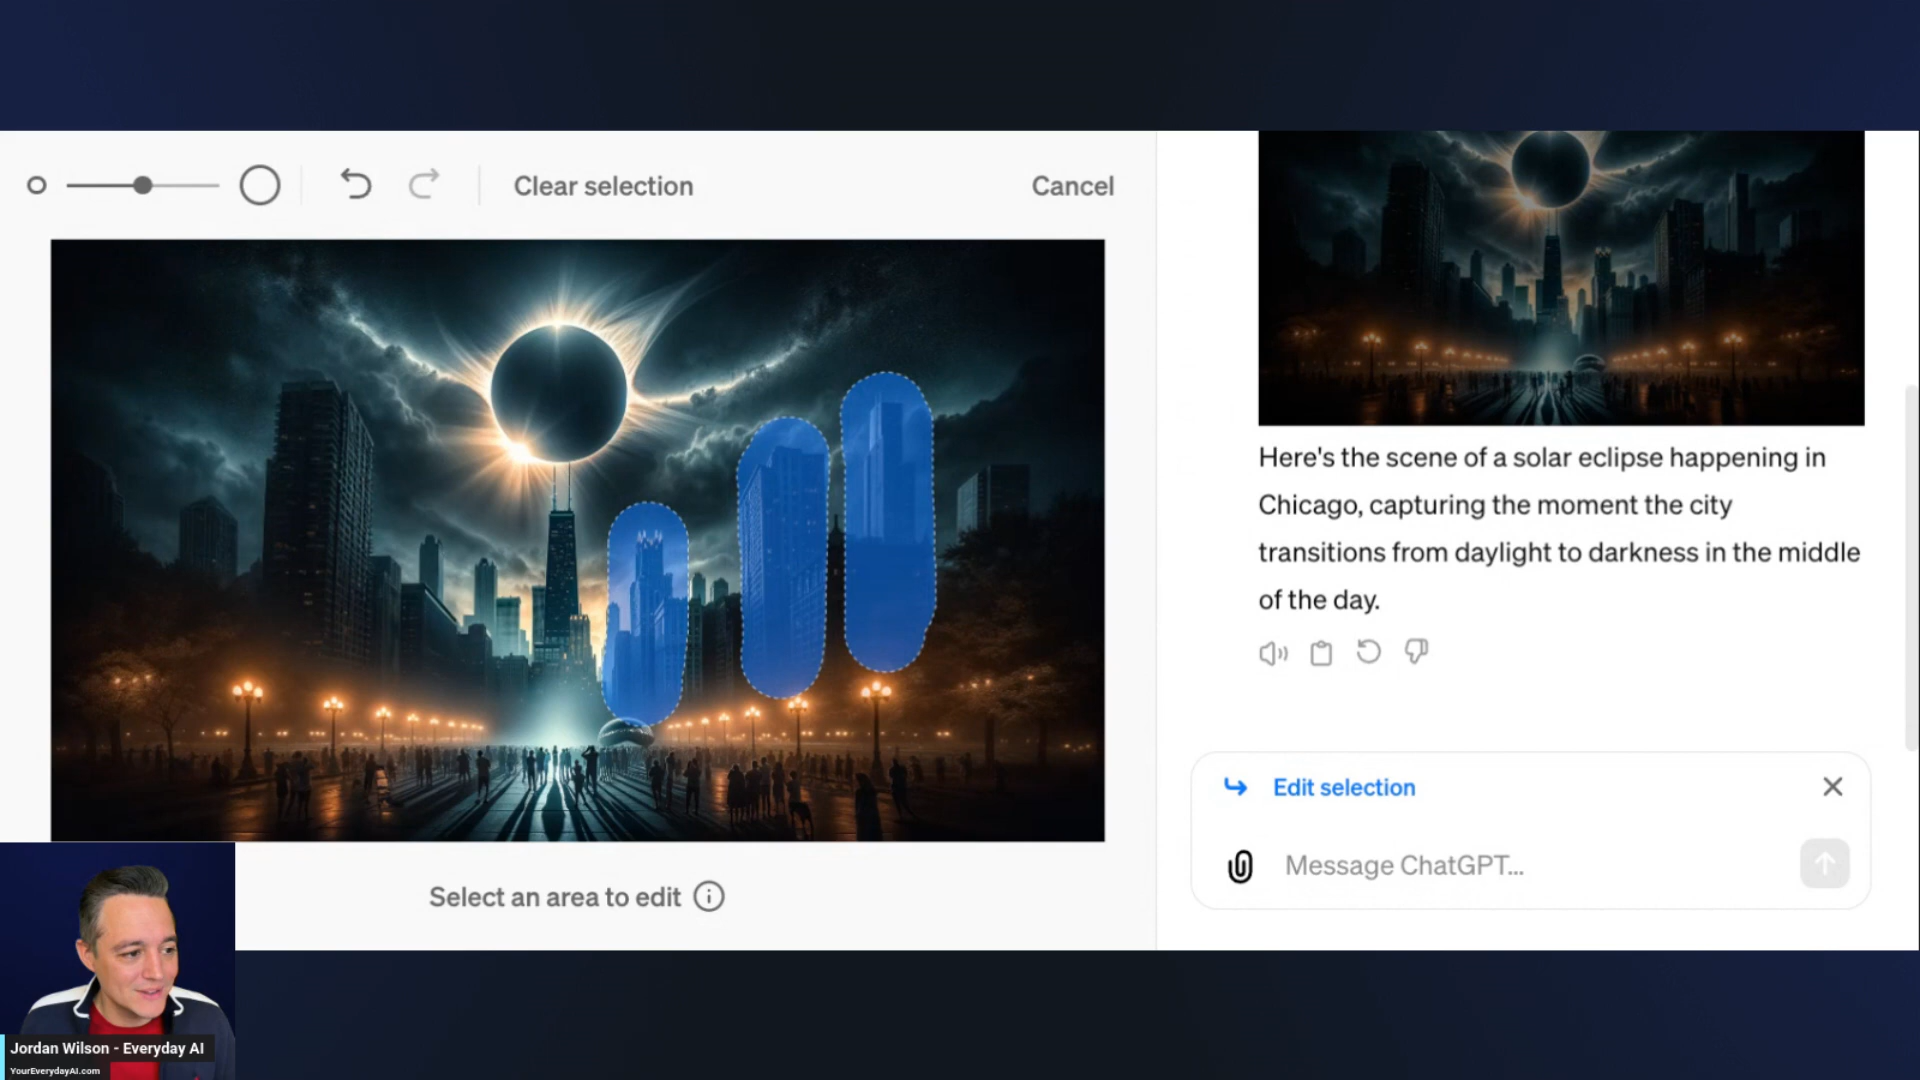 Clear selection
Cancel
Here's the scene of a solar eclipse happening in
Chicago, capturing the moment the city
transitions from daylight to darkness in the middle
of the day.
Edit selection
Message ChatGPT...
Select an area to edit
Jordan Wilson - Everyday AI
YourEverydayAI.com